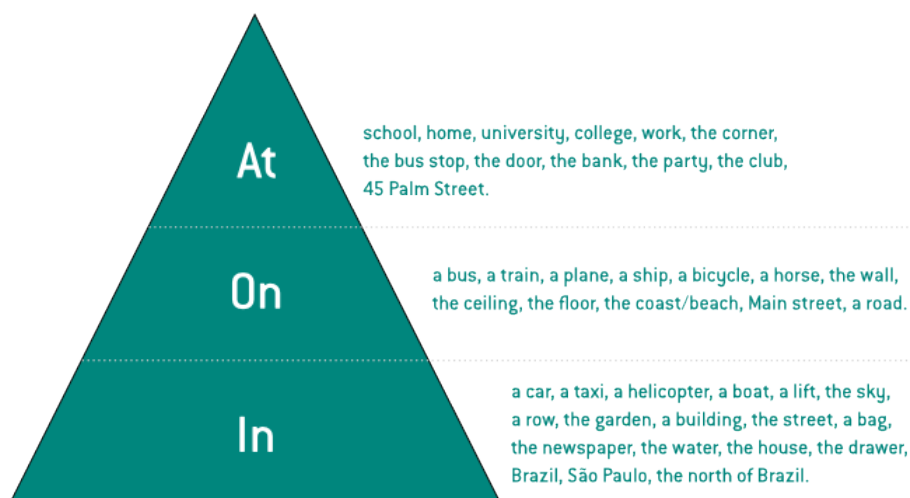 At
school, home, university, college, work, the corner,
the bus stop, the door, the bank, the party, the club,
45 Palm Street.
On
a bus, a train, a plane, a ship, a bicycle, a horse, the wall,
the ceiling, the floor, the coast/beach, Main street, a road.
In
a car, a taxi, a helicopter, a boat, a lift, the sky,
a row, the garden, a building, the street, a bag,
the newspaper, the water, the house, the drawer,
Brazil, São Paulo, the north of Brazil.